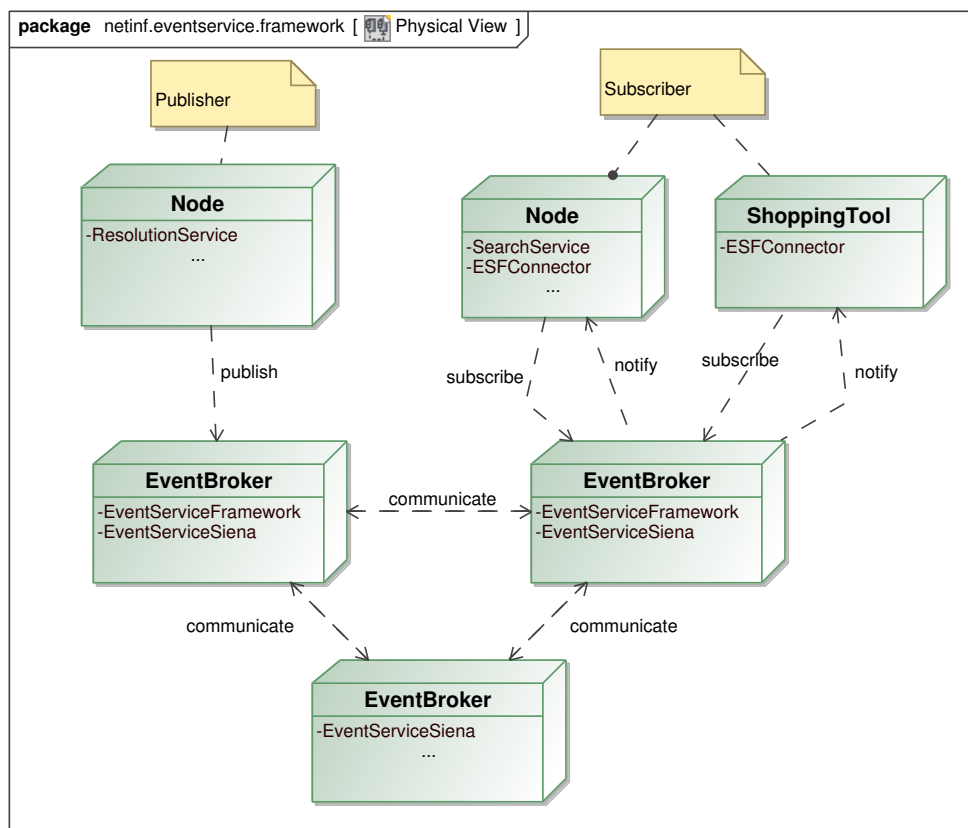 package netinf.eventservice.framework [ Physical View ]
Publisher
Subscriber
Node
-ResolutionService
...
Node
-SearchService
-ESFConnector
...
ShoppingTool
-ESFConnector
publish
subscribe
notify
subscribe
notify
EventBroker
-EventServiceFramework
-EventServiceSiena
communicate
EventBroker
-EventServiceFramework
-EventServiceSiena
communicate
communicate
EventBroker
-EventServiceSiena
...